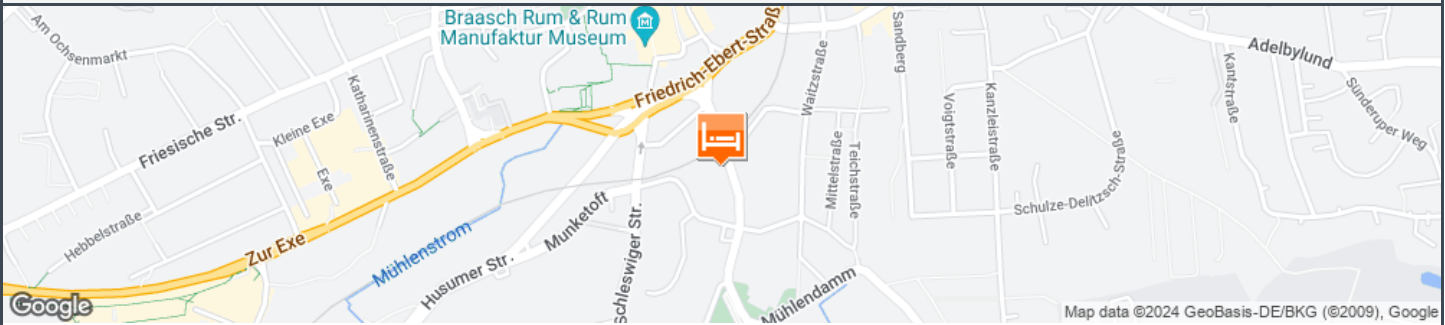 Am Ochsenmarkt
Braasch Rum & Rum
Manufaktur Museum
Friedrich-Ebert-Straß
Sandberg
Adelbylund
Waitzstraße
Kantstraße
Sünderuper Weg
Katharinenstraße
Kleine Exe
Friesische Str.
Voigtstraße
Kanzleistraße
Exe
Mittelstraße
Teichstraße
Schulze-Delitzsch-Straße
Hebbelstraße
Zur Exe
Munketoft
Mühlenstrom
Husumer Str.
Schleswiger Str.
Mühlendamm
Google
Map data ©2024 GeoBasis-DE/BKG (©2009), Google